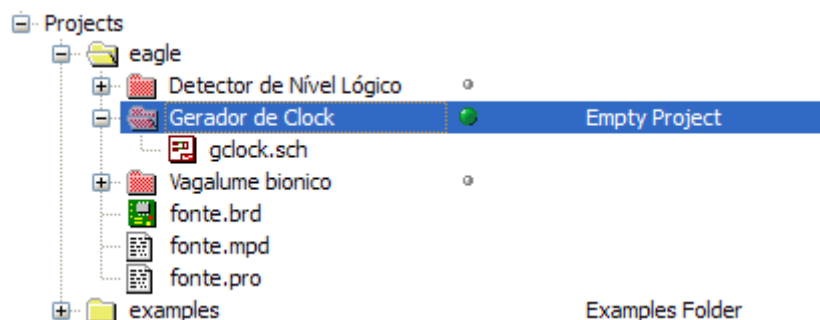 Projects
eagle
Detector de Nível Lógico
Gerador de Clock Empty Project
gclock.sch
Vagalume bionico
fonte.brd
fonte.mpd
fonte.pro
examples Examples Folder